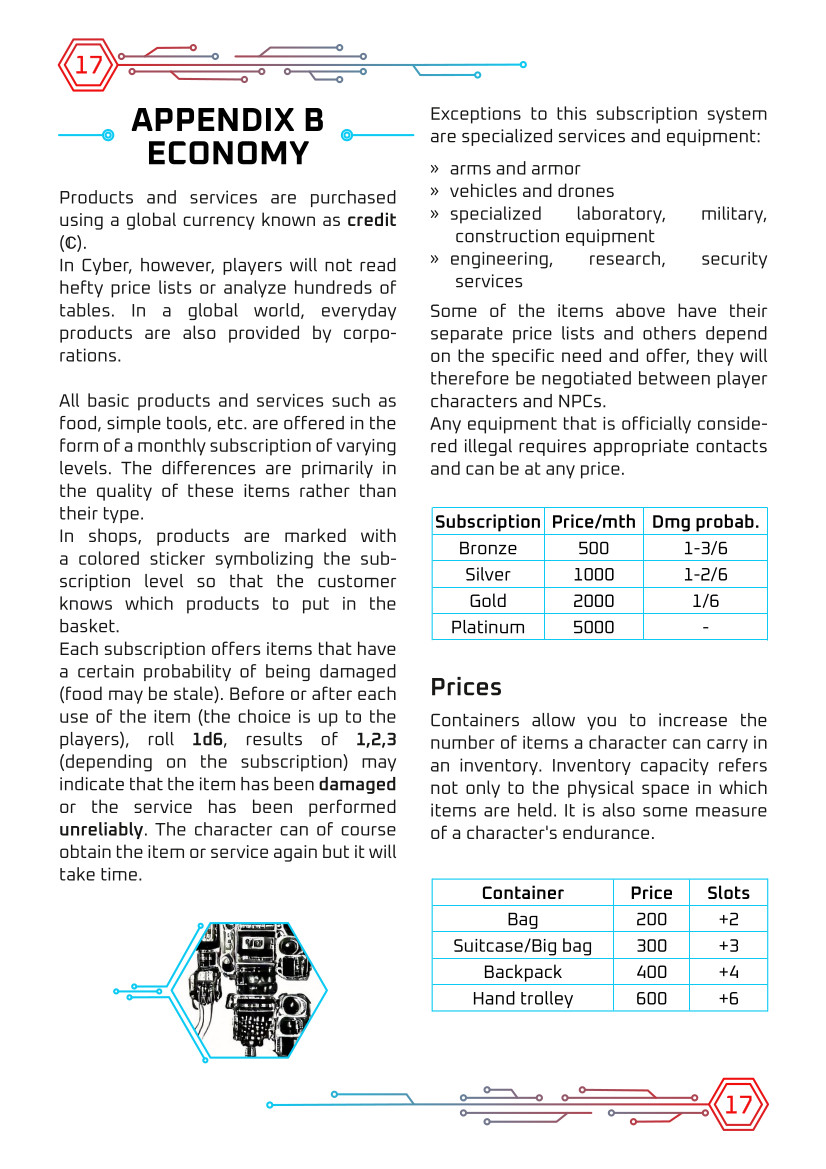 17
APPENDIX B
ECONOMY
Products and services are purchased
using a global currency known as credit
(ℂ).
In Cyber, however, players will not read
hefty price lists or analyze hundreds of
tables. In a global world, everyday
products are also provided by corpo-
rations.
All basic products and services such as
food, simple tools, etc. are offered in the
form of a monthly subscription of varying
levels. The differences are primarily in
the quality of these items rather than
their type.
In shops, products are marked with
a colored sticker symbolizing the sub-
scription level so that the customer
knows which products to put in the
basket.
Each subscription offers items that have
a certain probability of being damaged
(food may be stale). Before or after each
use of the item (the choice is up to the
players), roll 1d6, results of 1,2,3
(depending on the subscription) may
indicate that the item has been damaged
or the service has been performed
unreliably. The character can of course
obtain the item or service again but it will
take time.
Exceptions to this subscription system
are specialized services and equipment:
» arms and armor
» vehicles and drones
» specialized laboratory, military,
construction equipment
» engineering, research, security
services
Some of the items above have their
separate price lists and others depend
on the specific need and offer, they will
therefore be negotiated between player
characters and NPCs.
Any equipment that is officially conside-
red illegal requires appropriate contacts
and can be at any price.
Subscription Price/mth Dmg probab.
Bronze 500 1-3/6
Silver 1000 1-2/6
Gold 2000 1/6
Platinum 5000 -
Prices
Containers allow you to increase the
number of items a character can carry in
an inventory. Inventory capacity refers
not only to the physical space in which
items are held. It is also some measure
of a character's endurance.
Container Price Slots
Bag 200 +2
Suitcase/Big bag 300 +3
Backpack 400 +4
Hand trolley 600 +6
17